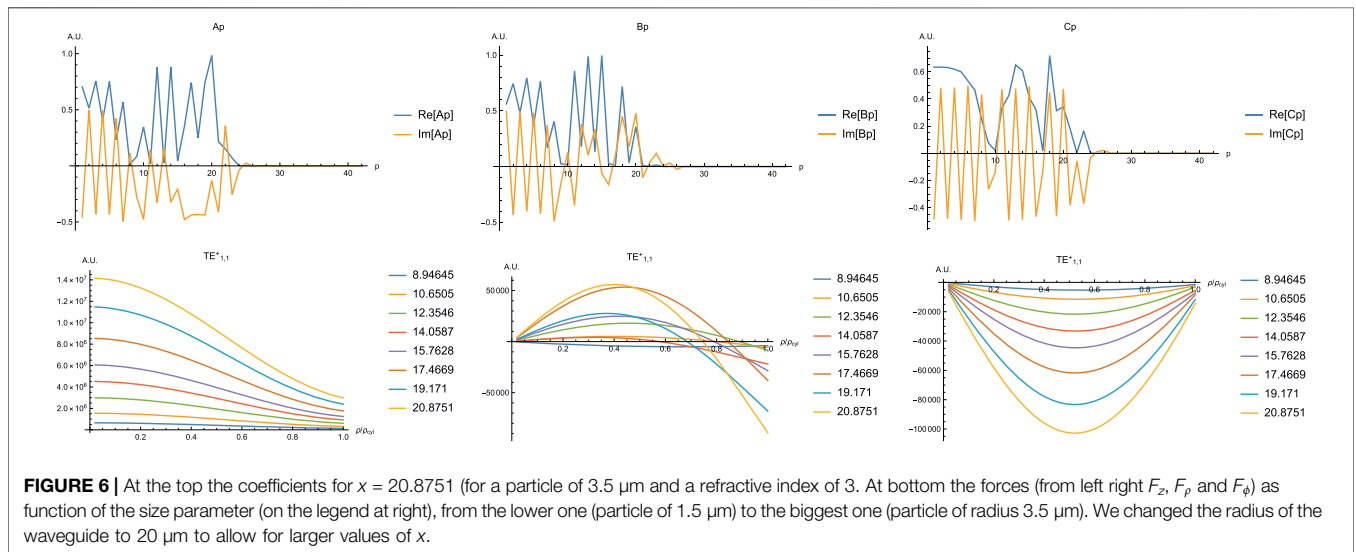 Ap
A.U.
1.0
0.5
-0.5
10
20
30
40
p
Re[Ap]
Im[Ap]
Bp
A.U.
1.0
0.5
-0.5
10
20
30
40
p
Re[Bp]
Im[Bp]
Cp
A.U.
0.6
0.4
0.2
-0.2
-0.4
10
20
30
40
p
Re[Cp]
Im[Cp]
TE⁺₁,₁
A.U.
1.4 × 10⁷
1.2 × 10⁷
1.0 × 10⁷
8.0 × 10⁶
6.0 × 10⁶
4.0 × 10⁶
2.0 × 10⁶
0.2
0.4
0.6
0.8
1.0
ρ/ρcyl
8.94645
10.6505
12.3546
14.0587
15.7628
17.4669
19.171
20.8751
TE⁺₁,₁
A.U.
50000
-50000
0.2
0.4
0.6
0.8
1.0
ρ/ρcyl
8.94645
10.6505
12.3546
14.0587
15.7628
17.4669
19.171
20.8751
TE⁺₁,₁
A.U.
-20000
-40000
-60000
-80000
-100000
0.2
0.4
0.6
0.8
1.0
ρ/ρcyl
8.94645
10.6505
12.3546
14.0587
15.7628
17.4669
19.171
20.8751
FIGURE 6 | At the top the coefficients for x = 20.8751 (for a particle of 3.5 μm and a refractive index of 3. At bottom the forces (from left right Fz, Fρ and Fϕ) as
function of the size parameter (on the legend at right), from the lower one (particle of 1.5 μm) to the biggest one (particle of radius 3.5 μm). We changed the radius of the
waveguide to 20 μm to allow for larger values of x.